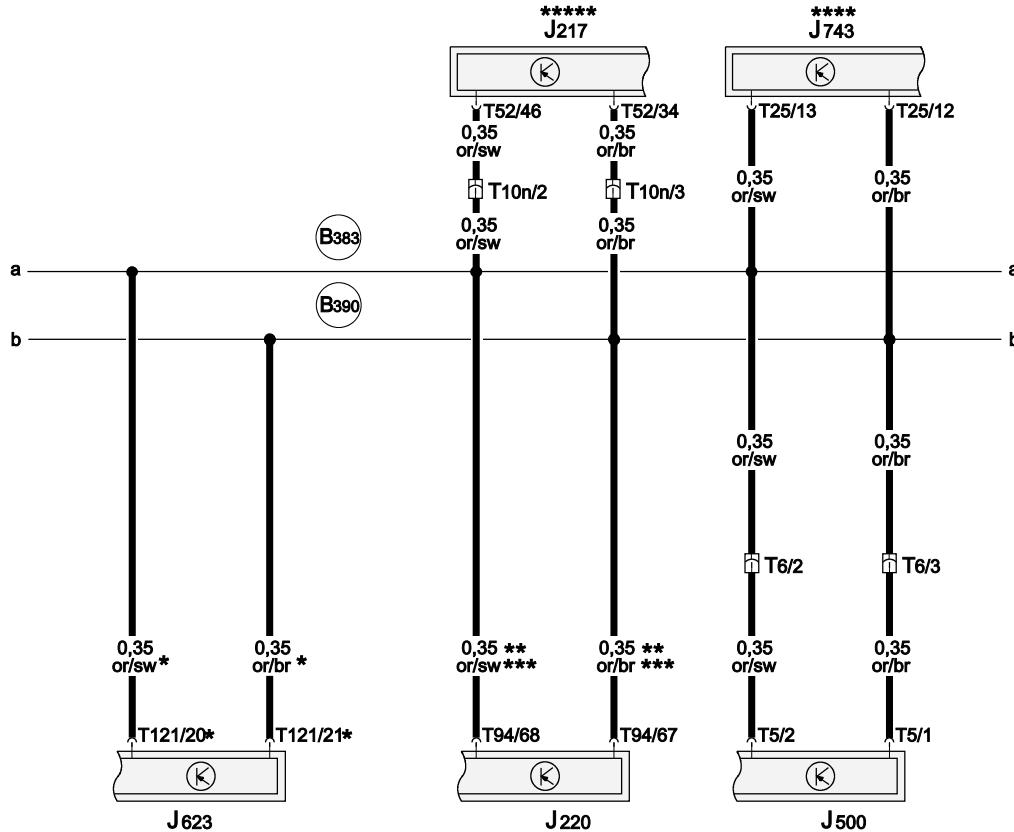 ***** ****
J217 J743
T52/46 T52/34 T25/13 T25/12
0,35 0,35
or/sw or/br
0,35 0,35
or/sw or/br
T10n/2 T10n/3
0,35 0,35
or/sw or/br
B383
a a
B390
b b
0,35 0,35
or/sw or/br
T6/2 T6/3
0,35 0,35 0,35 ** 0,35 ** 0,35 0,35
or/sw* or/br * or/sw*** or/br *** or/sw or/br
T121/20* T121/21* T94/68 T94/67 T5/2 T5/1
J623 J220 J500